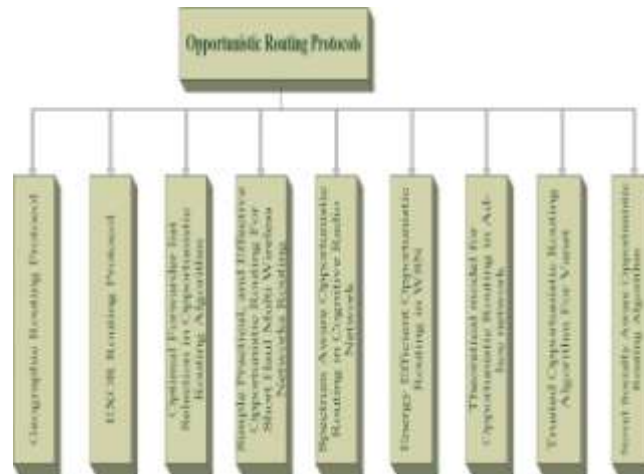 Opportunistic Routing Protocols
Geographic Routing Protocol
EXOR Routing Protocol
Optimal Forwarder list
Selection in Opportunistic
Routing Algorithm
Simple Practical, and Effective
Opportunistic Routing For
Short Haul Multi Wireless
Networks Routing
Spectrum Aware Opportunistic
Routing in Cognitive Radio
Network
Energy Efficient Opportunistic
Routing in WSN
Theoretical model for
Opportunistic Routing in Ad-
hoc network
Trusted Opportunistic Routing
Algorithm For Vanet
Novel Socially Aware Opportunistic
Routing Algorithm